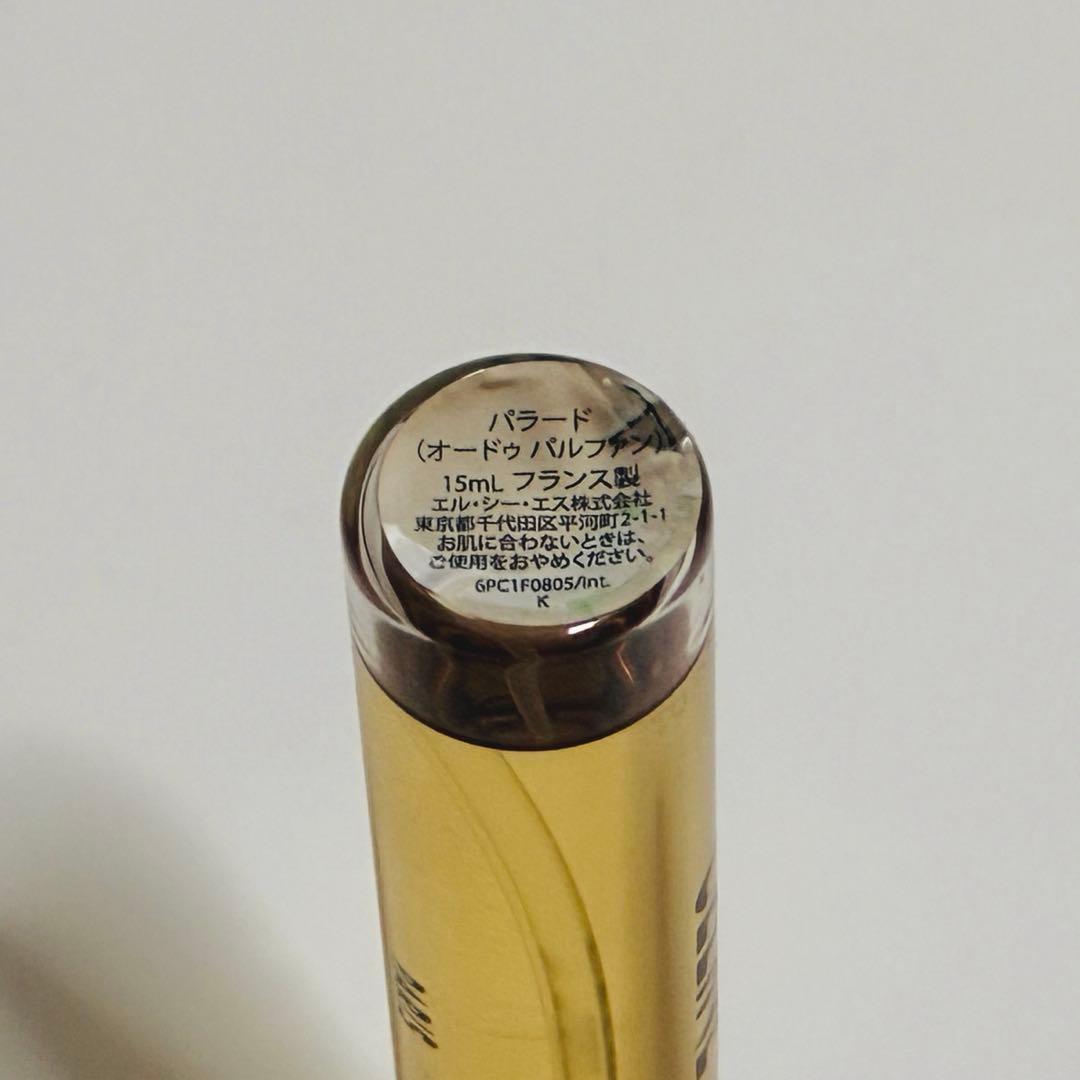 パラード
(オードゥ パルファン)
15mL フランス製
エル・シー・エス株式会社
東京都千代田区平河町2-1-1
お肌に合わないときは、
ご使用をおやめください。
6PC1F0805/Int.
K